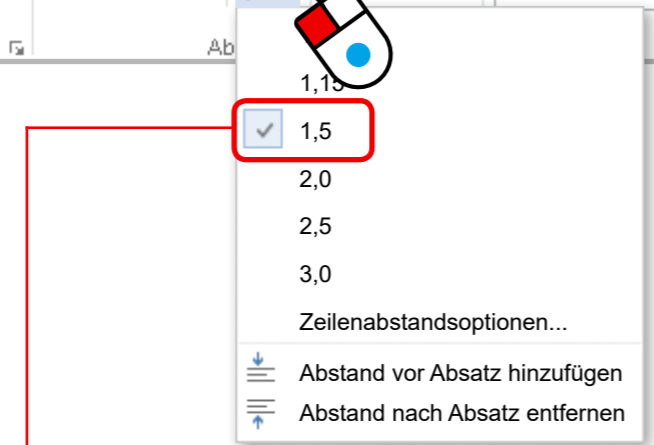 Ab
1,15
1,5
2,0
2,5
3,0
Zeilenabstandsoptionen...
Abstand vor Absatz hinzufügen
Abstand nach Absatz entfernen